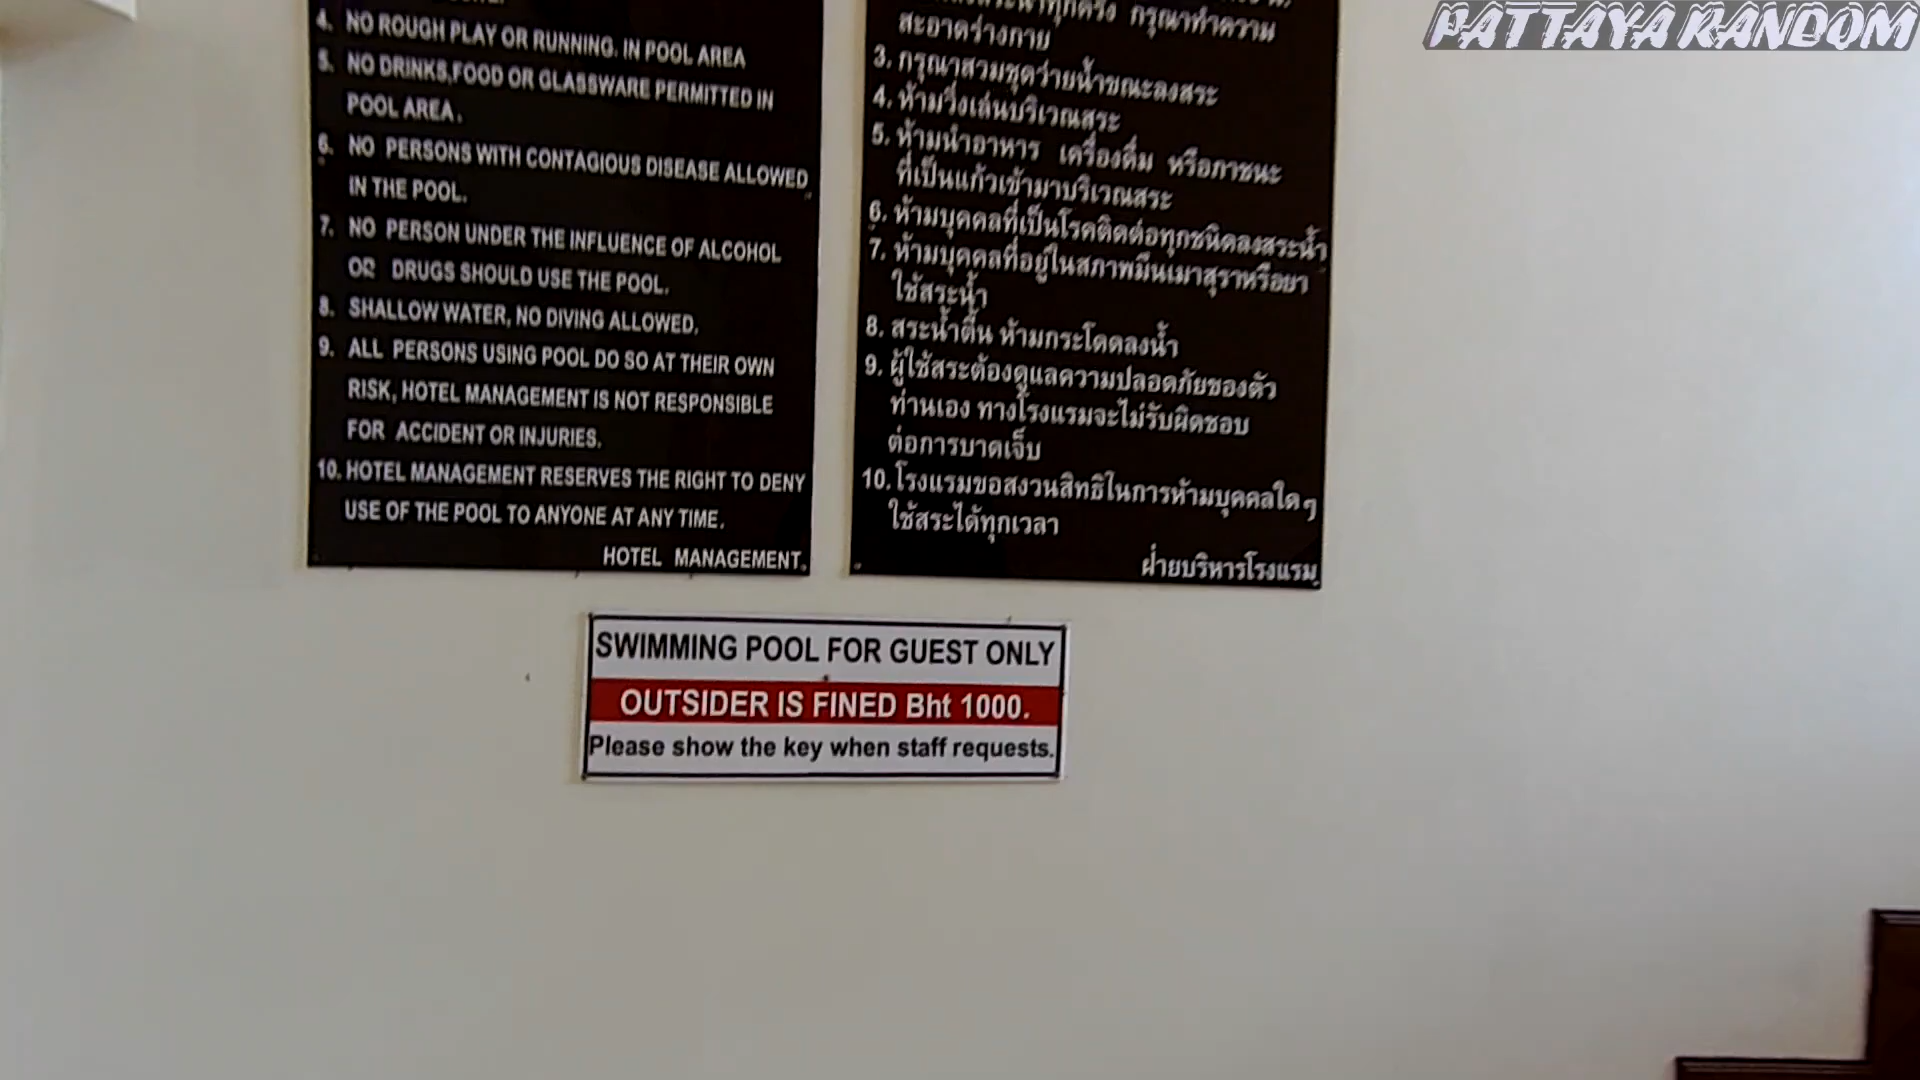 PATTAYA RANDOM
4. NO ROUGH PLAY OR RUNNING. IN POOL AREA
5. NO DRINKS,FOOD OR GLASSWARE PERMITTED IN
POOL AREA.
6. NO PERSONS WITH CONTAGIOUS DISEASE ALLOWED
IN THE POOL.
7. NO PERSON UNDER THE INFLUENCE OF ALCOHOL
OR DRUGS SHOULD USE THE POOL.
8. SHALLOW WATER, NO DIVING ALLOWED.
9. ALL PERSONS USING POOL DO SO AT THEIR OWN
RISK, HOTEL MANAGEMENT IS NOT RESPONSIBLE
FOR ACCIDENT OR INJURIES.
10. HOTEL MANAGEMENT RESERVES THE RIGHT TO DENY
USE OF THE POOL TO ANYONE AT ANY TIME.
HOTEL MANAGEMENT.
กรุณาทำความ
สะอาดร่างกาย
3. กรุณาสวมชุดว่ายน้ำขณะลงสระ
4. ห้ามวิ่งเล่นบริเวณสระ
5. ห้ามนำอาหาร เครื่องดื่ม หรือภาชนะ
ที่เป็นแก้วเข้ามาบริเวณสระ
6. ห้ามบุคคลที่เป็นโรคติดต่อทุกชนิดลงสระน้ำ
7. ห้ามบุคคลที่อยู่ในสภาพมึนเมาสุราหรือยา
ใช้สระน้ำ
8. สระน้ำตื้น ห้ามกระโดดลงน้ำ
9. ผู้ใช้สระต้องดูแลความปลอดภัยของตัว
ท่านเอง ทางโรงแรมจะไม่รับผิดชอบ
ต่อการบาดเจ็บ
10. โรงแรมขอสงวนสิทธิในการห้ามบุคคลใดๆ
ใช้สระได้ทุกเวลา
ฝ่ายบริหารโรงแรม
SWIMMING POOL FOR GUEST ONLY
OUTSIDER IS FINED Bht 1000.
Please show the key when staff requests.